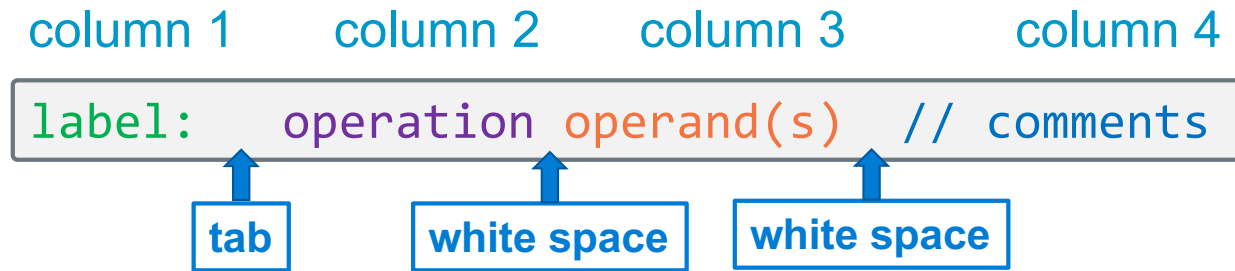 column 1 column 2 column 3 column 4
label: operation operand(s) // comments
tab white space white space